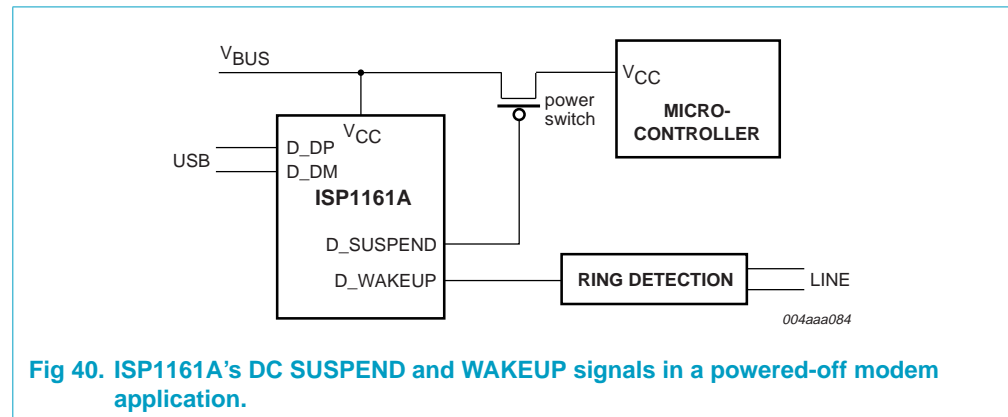 VBUS
VCC
power
switch
MICRO-
CONTROLLER
VCC
USB
D_DP
D_DM
ISP1161A
D_SUSPEND
D_WAKEUP
RING DETECTION
LINE
004aaa084
Fig 40. ISP1161A’s DC SUSPEND and WAKEUP signals in a powered-off modem
application.